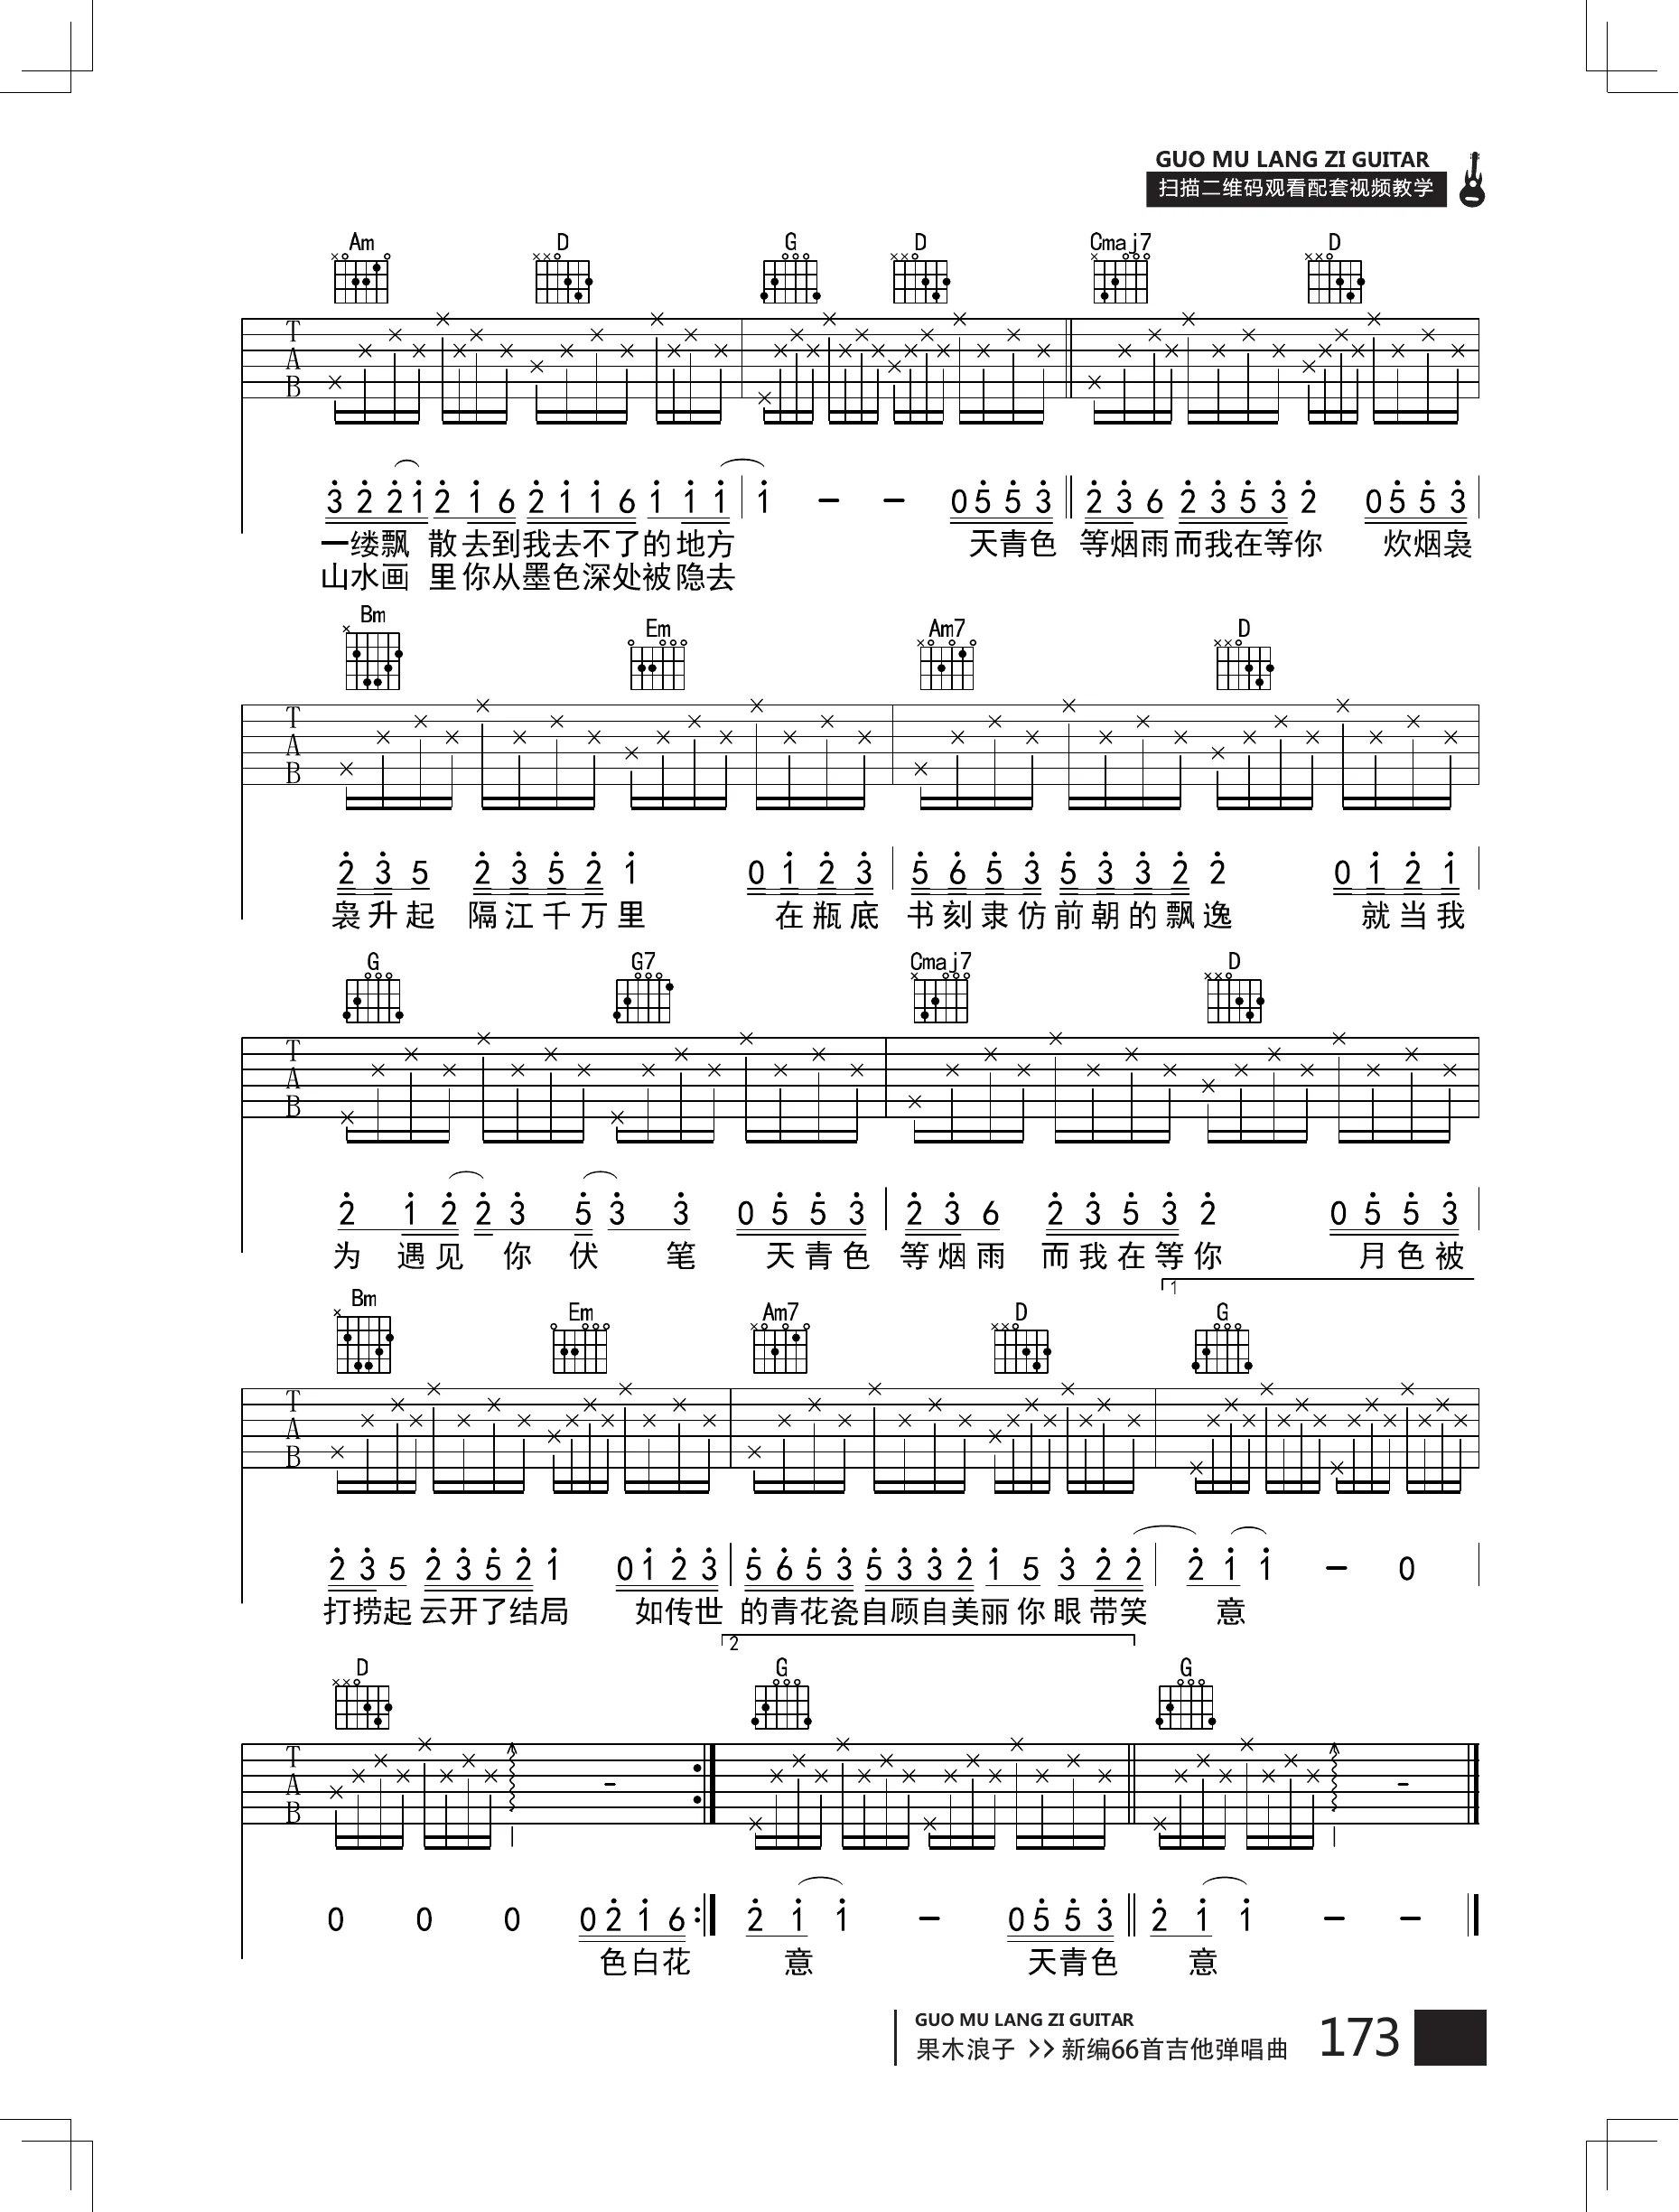 GUO MU LANG ZI GUITAR
扫描二维码观看配套视频教学
Am D G D Cmaj7 D
T A B
3 2 2 1 2 1 6 2 1 1 6 1 1 1 | 1 – – 0 5 5 3 || 2 3 6 2 3 5 3 2 0 5 5 3 |
一缕飘 散去到我去不了的地方 天青色 等烟雨而我在等你 炊烟袅
山水画 里你从墨色深处被隐去
Bm Em Am7 D
T A B
2 3 5 2 3 5 2 1 0 1 2 3 | 5 6 5 3 5 3 3 2 2 0 1 2 1 |
袅升起 隔江千万里 在瓶底 书刻隶仿前朝的飘逸 就当我
G G7 Cmaj7 D
T A B
2 1 2 2 3 5 3 3 0 5 5 3 | 2 3 6 2 3 5 3 2 0 5 5 3 |
为 遇见 你 伏 笔 天青色 等烟雨 而我在等你 月色被
1
Bm Em Am7 D G
T A B
2 3 5 2 3 5 2 1 0 1 2 3 | 5 6 5 3 5 3 3 2 1 5 3 2 2 | 2 1 1 – 0 |
打捞起 云开了结局 如传世 的青花瓷自顾自美丽你眼带笑 意
2
D G G
T A B
0 0 0 0 2 1 6 :| 2 1 1 – 0 5 5 3 || 2 1 1 – – |
色白花 意 天青色 意
GUO MU LANG ZI GUITAR
果木浪子 >> 新编66首吉他弹唱曲 173